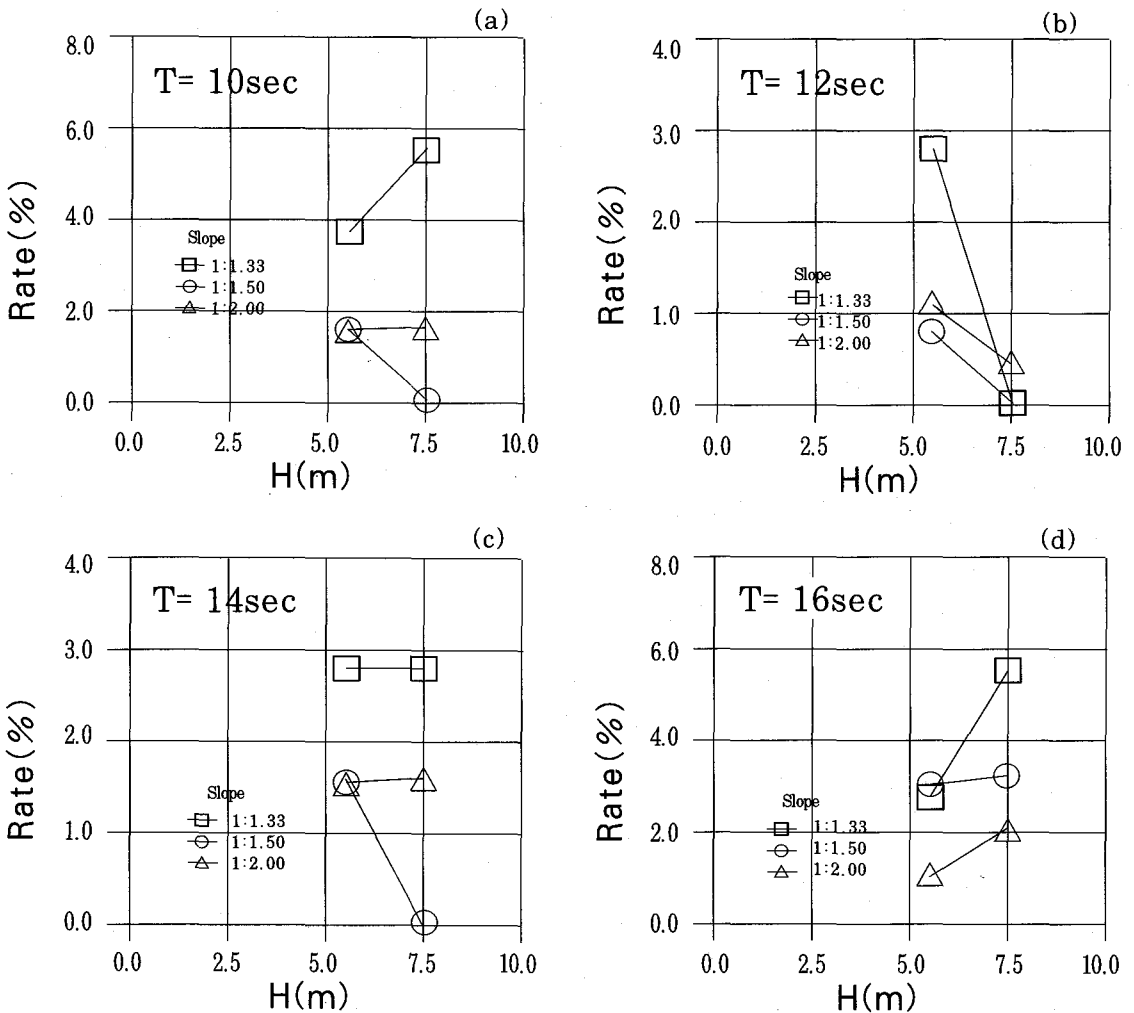 (a)
T= 10sec
Rate(%)
8.0
6.0
4.0
2.0
0.0
Slope
1:1.33
1:1.50
1:2.00
0.0 2.5 5.0 7.5 10.0
H(m)
(b)
T= 12sec
Rate(%)
4.0
3.0
2.0
1.0
0.0
Slope
1:1.33
1:1.50
1:2.00
0.0 2.5 5.0 7.5 10.0
H(m)
(c)
T= 14sec
Rate(%)
4.0
3.0
2.0
1.0
0.0
Slope
1:1.33
1:1.50
1:2.00
0.0 2.5 5.0 7.5 10.0
H(m)
(d)
T= 16sec
Rate(%)
8.0
6.0
4.0
2.0
0.0
Slope
1:1.33
1:1.50
1:2.00
0.0 2.5 5.0 7.5 10.0
H(m)